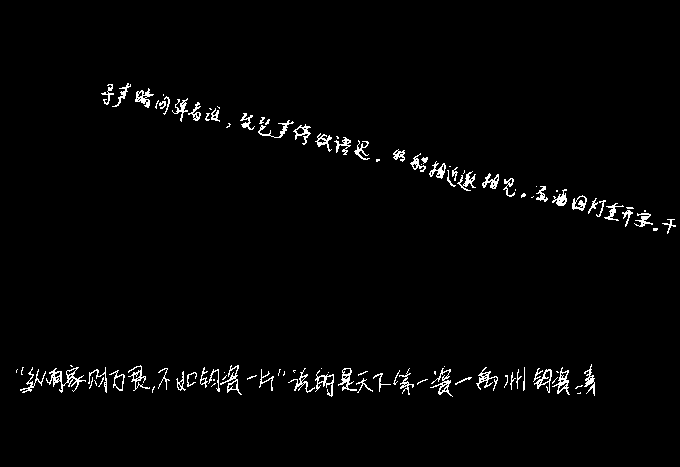 寻声暗问弹者谁，琵琶声停欲语迟。移船相近邀相见。添酒回灯重开宴。千
“纵有家财万贯，不如钧瓷一片”说的是天下第一瓷一禹州钧瓷。